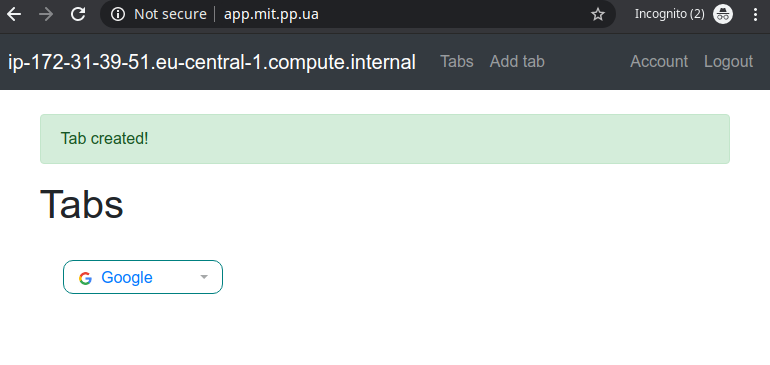 Not secure app.mit.pp.ua Incognito (2)
ip-172-31-39-51.eu-central-1.compute.internal Tabs Add tab Account Logout
Tab created!
Tabs
Google